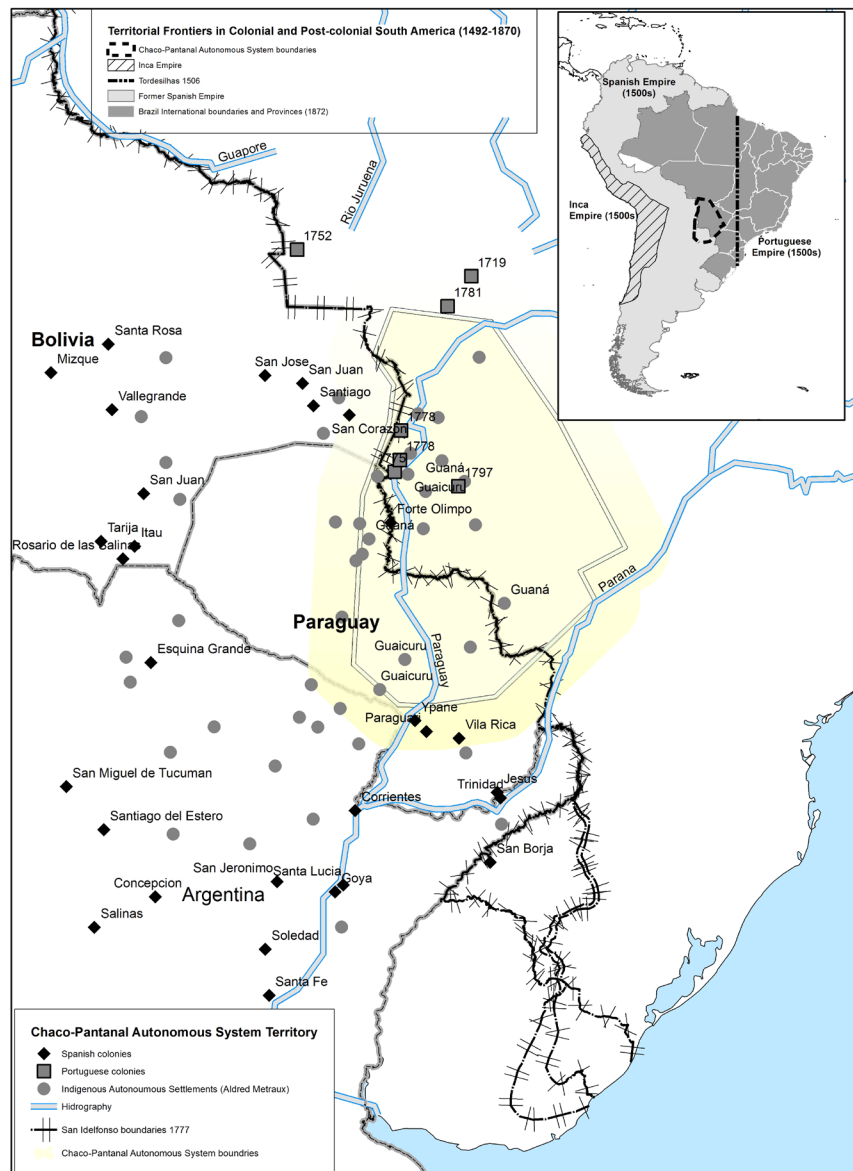 Territorial Frontiers in Colonial and Post-colonial South America (1492-1870)
Chaco-Pantanal Autonomous System boundaries
Inca Empire
Tordesilhas 1506
Former Spanish Empire
Brazil International boundaries and Provinces (1872)
Spanish Empire
(1500s)
Inca
Empire (1500s)
Portuguese
Empire (1500s)
Guapore
Rio Juruena
1752
1719
1781
Bolivia
Santa Rosa
Mizque
San Jose
San Juan
Santiago
Vallegrande
San Corazon
1778
1778
1775
Guaná
1797
Guaicuru
San Juan
Forte Olimpo
Guaná
Tarija
Itau
Rosario de las Salinas
Parana
Guaná
Paraguay
Esquina Grande
Guaicuru
Paraguay
Guaicuru
Ypane
Paraguari
Vila Rica
San Miguel de Tucuman
Jesus
Trinidad
Corrientes
Santiago del Estero
San Borja
San Jeronimo
Santa Lucia
Goya
Concepcion
Argentina
Salinas
Soledad
Santa Fe
Chaco-Pantanal Autonomous System Territory
Spanish colonies
Portuguese colonies
Indigenous Autonoumous Settlements (Aldred Metraux)
Hidrography
San Idelfonso boundaries 1777
Chaco-Pantanal Autonomous System boundries